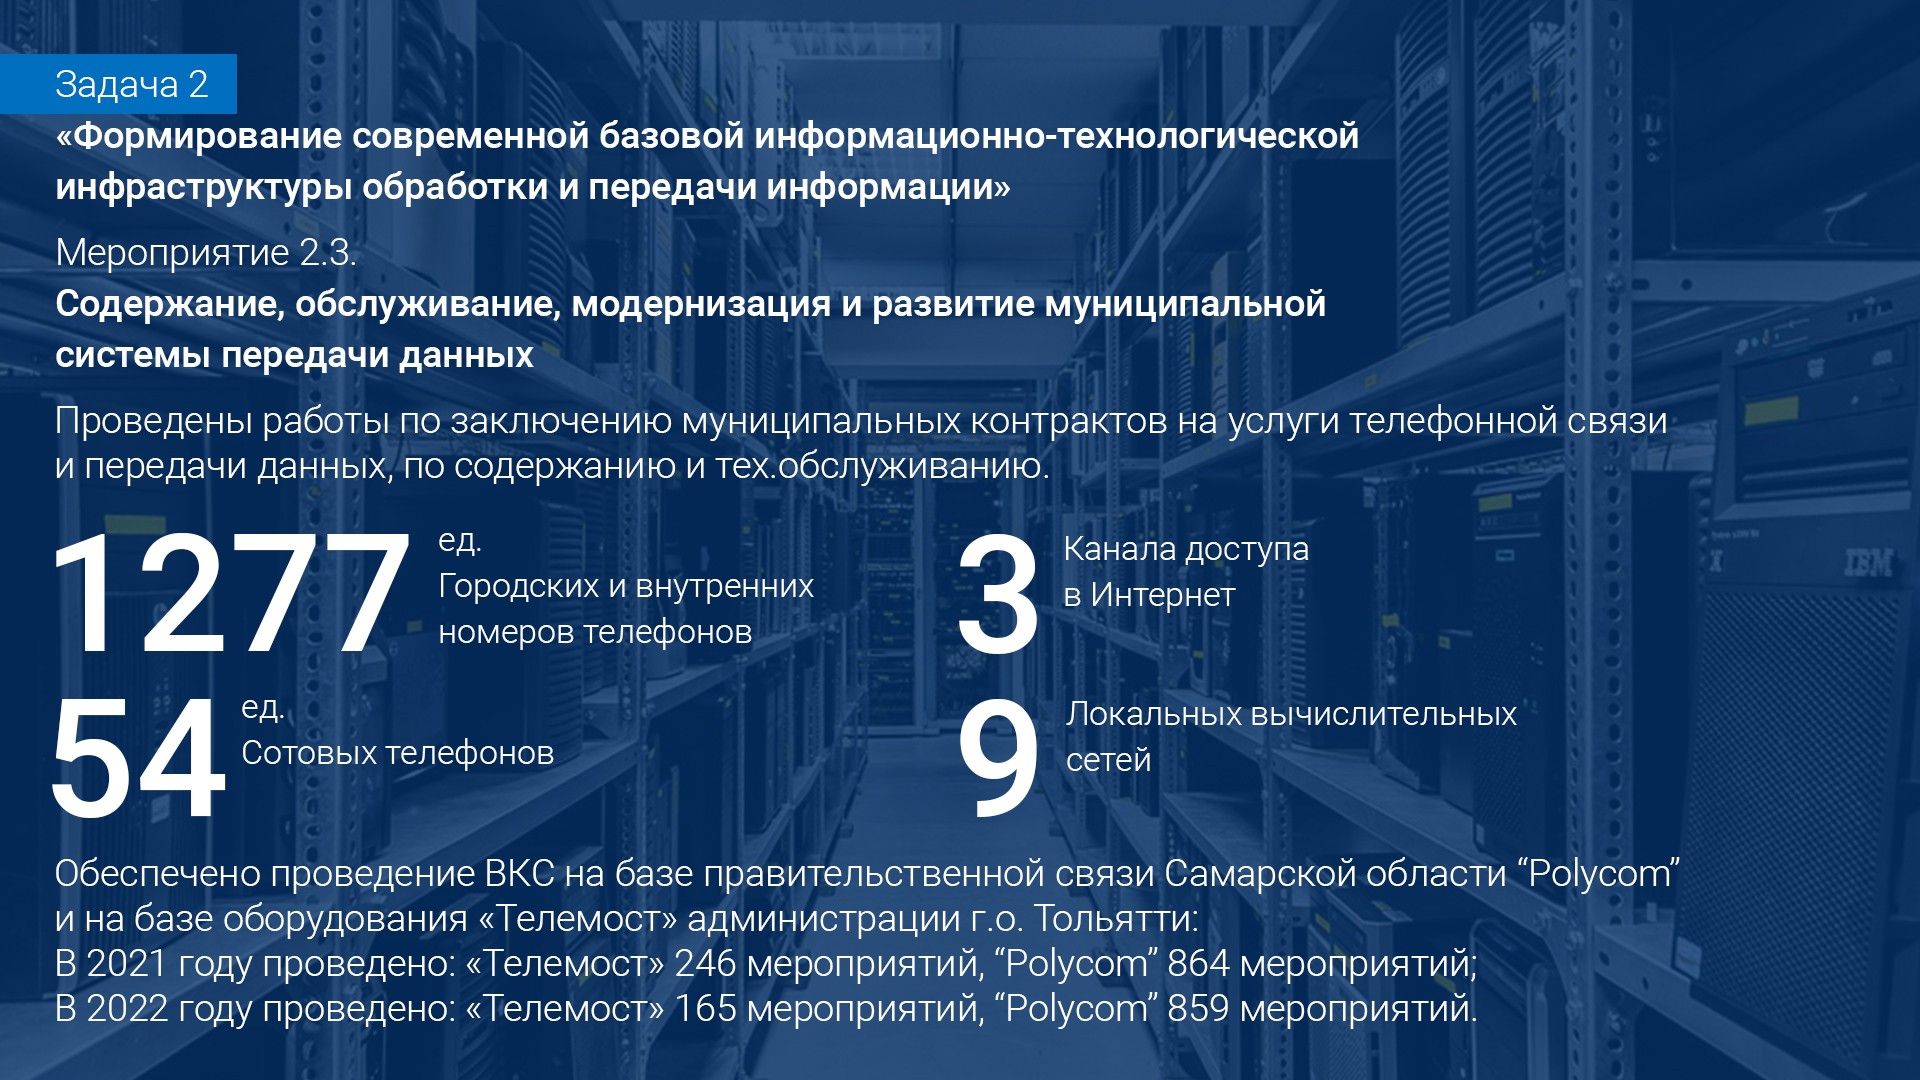 Задача 2
«Формирование современной базовой информационно-технологической
инфраструктуры обработки и передачи информации»
Мероприятие 2.3.
Содержание, обслуживание, модернизация и развитие муниципальной
системы передачи данных
Проведены работы по заключению муниципальных контрактов на услуги телефонной связи
и передачи данных, по содержанию и тех.обслуживанию.
1277 ед.
Городских и внутренних
номеров телефонов
3 Канала доступа
в Интернет
54 ед.
Сотовых телефонов
9 Локальных вычислительных
сетей
Обеспечено проведение ВКС на базе правительственной связи Самарской области “Polycom”
и на базе оборудования «Телемост» администрации г.о. Тольятти:
В 2021 году проведено: «Телемост» 246 мероприятий, “Polycom” 864 мероприятий;
В 2022 году проведено: «Телемост» 165 мероприятий, “Polycom” 859 мероприятий.
IBM